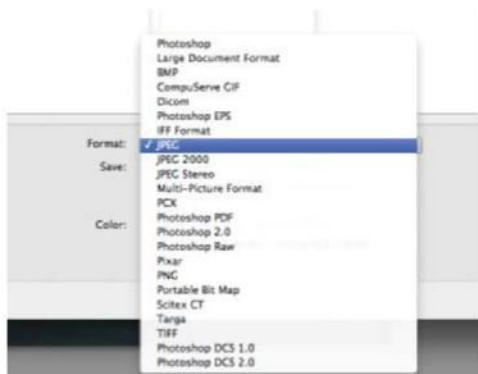 Photoshop
Large Document Format
BMP
CompuServe GIF
Dicom
Photoshop EPS
IFF Format
Format: ✓ JPEG
JPEG 2000
Save:
JPEG Stereo
Multi-Picture Format
PCX
Photoshop PDF
Color:
Photoshop 2.0
Photoshop Raw
Pixar
PNG
Portable Bit Map
Scitex CT
Targa
TIFF
Photoshop DCS 1.0
Photoshop DCS 2.0